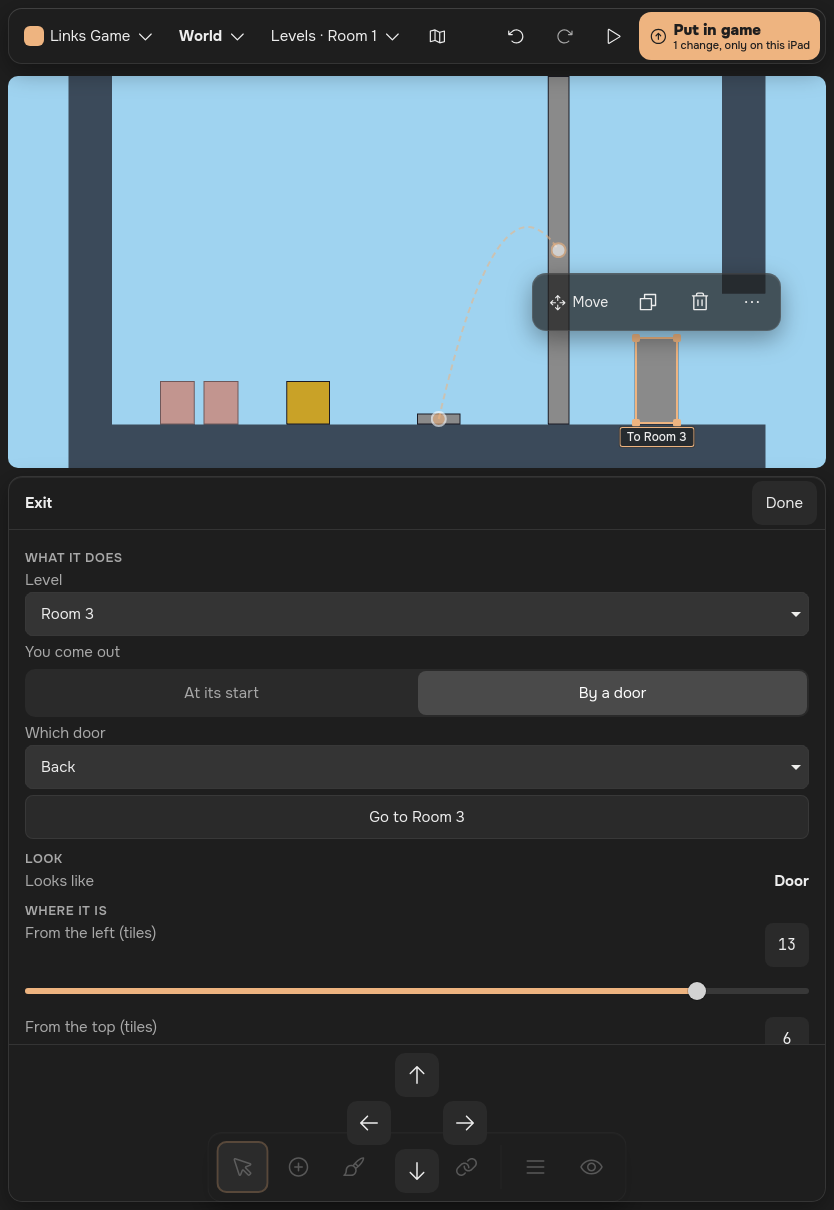 Links Game
World
Levels · Room 1
Put in game
1 change, only on this iPad
Move
To Room 3
Exit
Done
WHAT IT DOES
Level
Room 3
You come out
At its start
By a door
Which door
Back
Go to Room 3
LOOK
Looks like
Door
WHERE IT IS
From the left (tiles)
13
From the top (tiles)
6